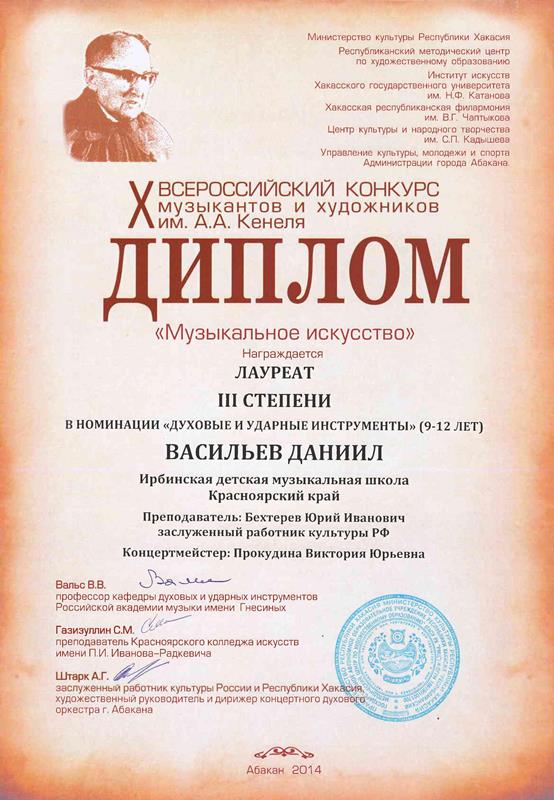 Министерство культуры Республики Хакасия
Республиканский методический центр
по художественному образованию
Институт искусств
Хакасского государственного университета
им. Н.Ф. Катанова
Хакасская республиканская филармония
им. В.Г. Чаптыкова
Центр культуры и народного творчества
им. С.П. Кадышева
Управление культуры, молодежи и спорта
Администрации города Абакана.
X ВСЕРОССИЙСКИЙ КОНКУРС
музыкантов и художников
им. А.А. Кенеля
ДИПЛОМ
«Музыкальное искусство»
Награждается
ЛАУРЕАТ
III СТЕПЕНИ
В НОМИНАЦИИ «ДУХОВЫЕ И УДАРНЫЕ ИНСТРУМЕНТЫ» (9-12 ЛЕТ)
ВАСИЛЬЕВ ДАНИИЛ
Ирбинская детская музыкальная школа
Красноярский край
Преподаватель: Бехтерев Юрий Иванович
заслуженный работник культуры РФ
Концертмейстер: Прокудина Виктория Юрьевна
Вальс В.В.
профессор кафедры духовых и ударных инструментов
Российской академии музыки имени Гнесиных
Газизуллин С.М.
преподаватель Красноярского колледжа искусств
имени П.И. Иванова–Радкевича
Штарк А.Г.
заслуженный работник культуры России и Республики Хакасия,
художественный руководитель и дирижер концертного духового
оркестра г. Абакана
Абакан 2014